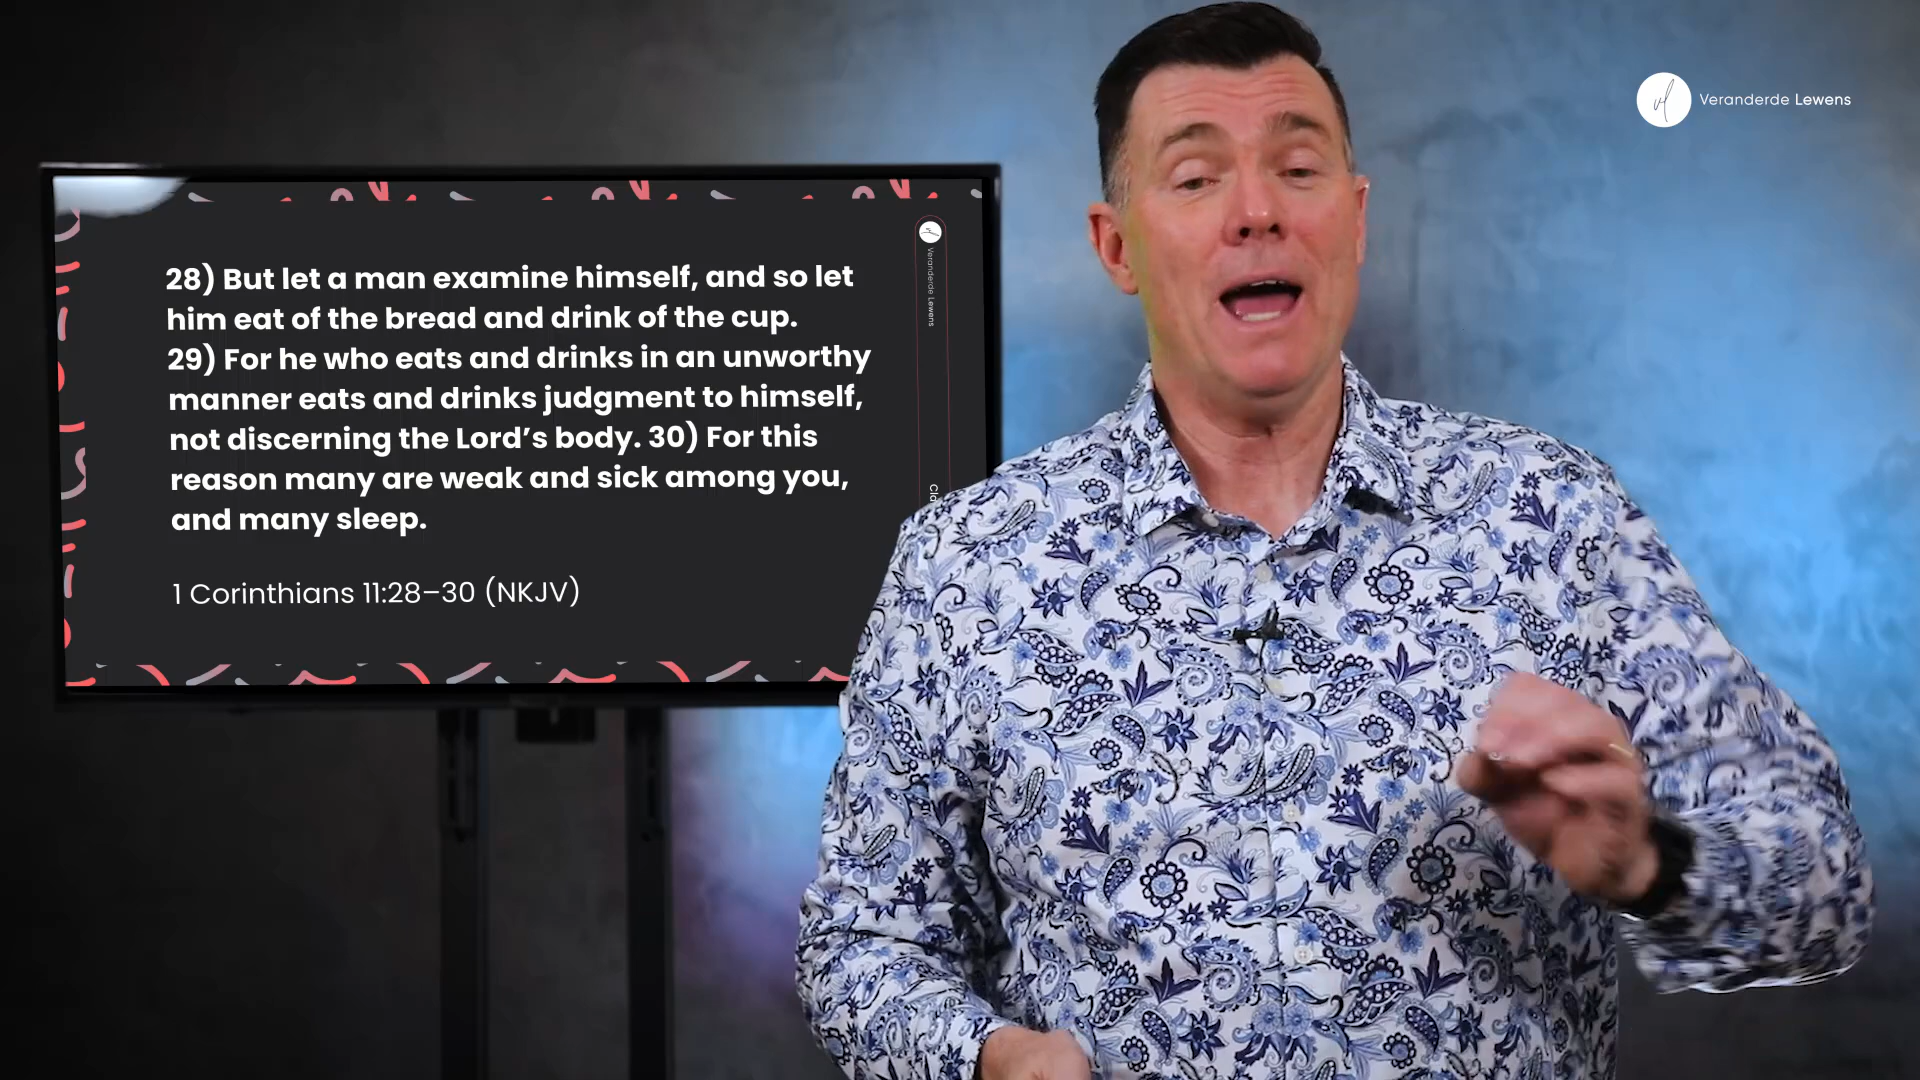 Veranderde Lewens
28) But let a man examine himself, and so let
him eat of the bread and drink of the cup.
29) For he who eats and drinks in an unworthy
manner eats and drinks judgment to himself,
not discerning the Lord’s body. 30) For this
reason many are weak and sick among you,
and many sleep.
1 Corinthians 11:28–30 (NKJV)
Veranderde Lewens